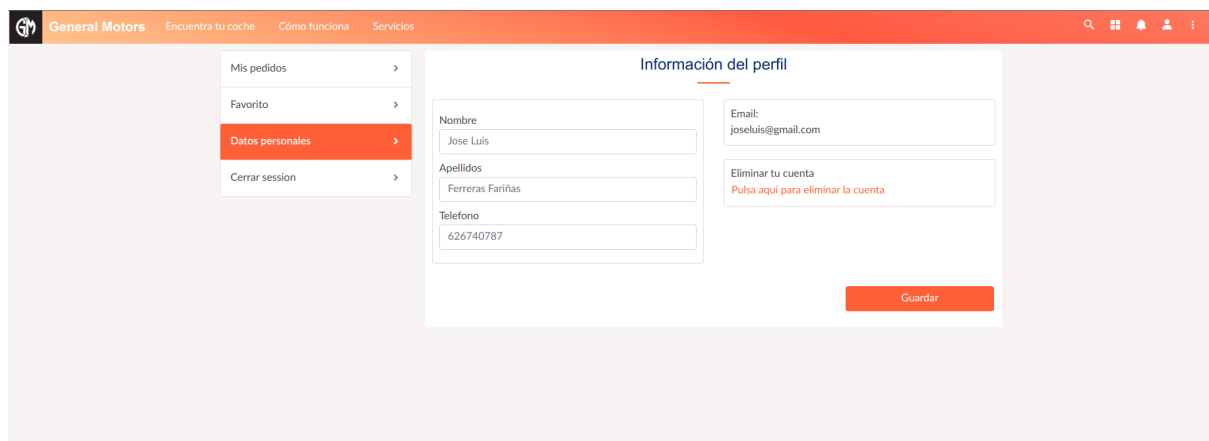 GM General Motors Encuentra tu coche Cómo funciona Servicios
Mis pedidos
Favorito
Datos personales
Cerrar session
Información del perfil
Nombre
Jose Luis
Apellidos
Ferreras Fariñas
Telefono
626740787
Email:
joseluis@gmail.com
Eliminar tu cuenta
Pulsa aquí para eliminar la cuenta
Guardar